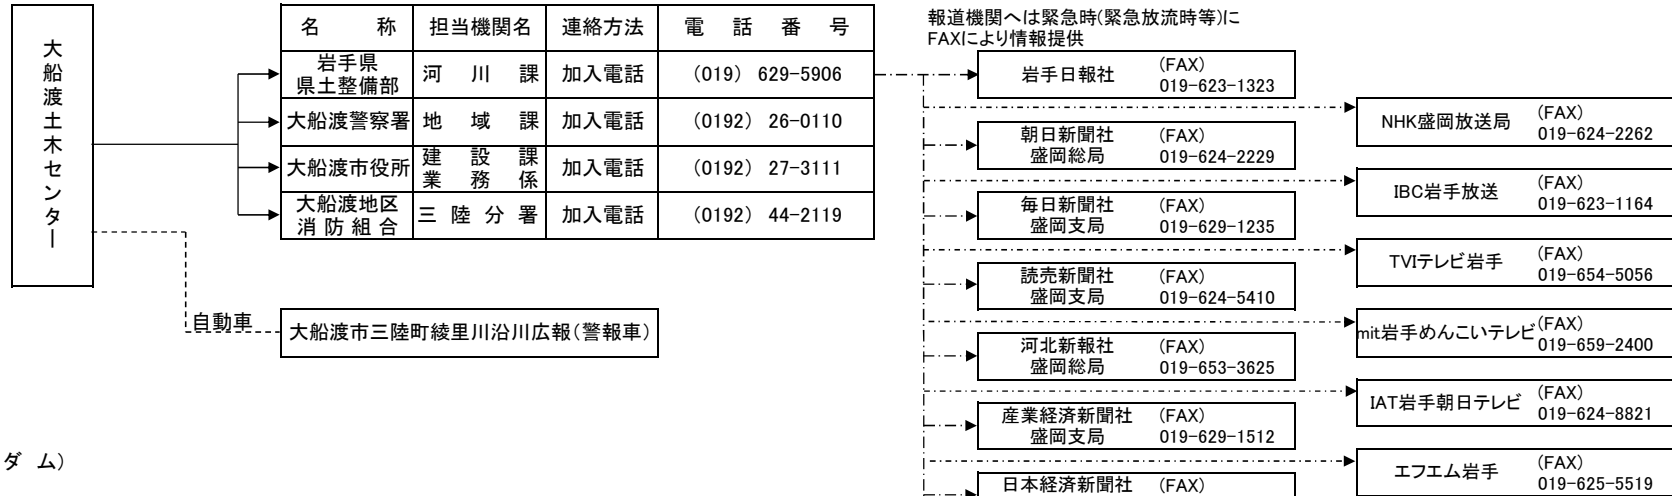 大船渡土木センター
名 称 担当機関名 連絡方法 電 話 番 号
岩手県
県土整備部 河 川 課 加入電話 (019) 629-5906
大船渡警察署 地 域 課 加入電話 (0192) 26-0110
大船渡市役所 建 設 課
業 務 係 加入電話 (0192) 27-3111
大船渡地区
消 防 組 合 三 陸 分 署 加入電話 (0192) 44-2119
自動車
大船渡市三陸町綾里川沿川広報(警報車)
ダ ム)
報道機関へは緊急時(緊急放流時等)に
FAXにより情報提供
岩手日報社 (FAX)
019-623-1323
朝日新聞社 (FAX)
盛岡総局 019-624-2229
毎日新聞社 (FAX)
盛岡支局 019-629-1235
読売新聞社 (FAX)
盛岡支局 019-624-5410
河北新報社 (FAX)
盛岡総局 019-653-3625
産業経済新聞社 (FAX)
盛岡支局 019-629-1512
日本経済新聞社 (FAX)
NHK盛岡放送局 (FAX)
019-624-2262
IBC岩手放送 (FAX)
019-623-1164
TVIテレビ岩手 (FAX)
019-654-5056
mit岩手めんこいテレビ (FAX)
019-659-2400
IAT岩手朝日テレビ (FAX)
019-624-8821
エフエム岩手 (FAX)
019-625-5519